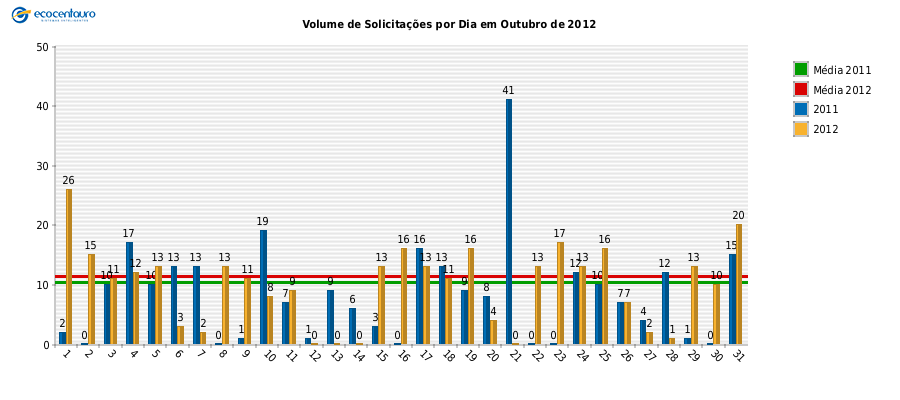 ecocentauro
Volume de Solicitações por Dia em Outubro de 2012
50
40
30
20
10
0
2 26 0 15 10 11 17 12 10 13 13 3 13 2 0 13 1 11 19 8 7 9 1 0 9 0 6 0 3 13 0 16 16 13 13 11 9 16 8 4 41 0 0 13 0 17 12 13 10 16 7 7 4 2 12 1 1 13 0 10 15 20
1 2 3 4 5 6 7 8 9 10 11 12 13 14 15 16 17 18 19 20 21 22 23 24 25 26 27 28 29 30 31
Média 2011
Média 2012
2011
2012